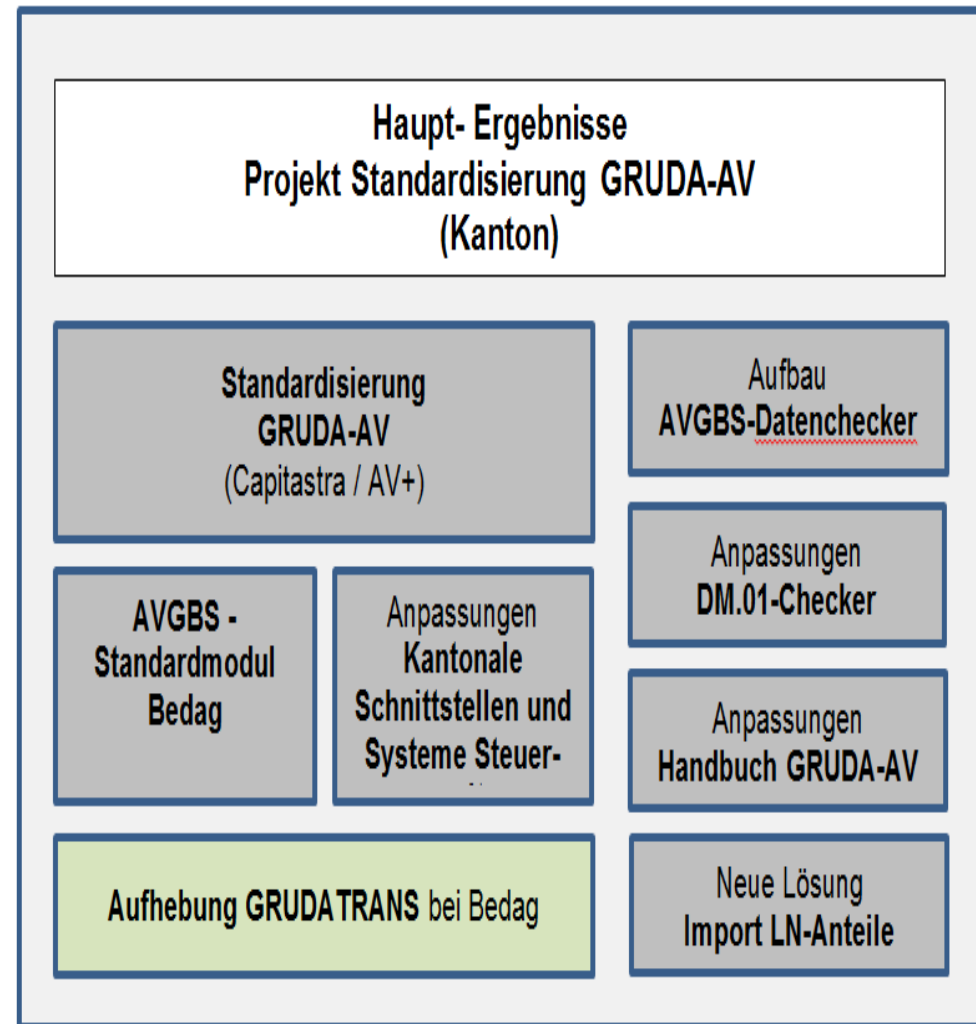 Haupt- Ergebnisse
Projekt Standardisierung GRUDA-AV
(Kanton)
Standardisierung
GRUDA-AV
(Capitastra / AV+)
AVGBS -
Standardmodul
Bedag
Anpassungen
Kantonale
Schnittstellen und
Systeme Steuer-
Aufhebung GRUDATRANS bei Bedag
Aufbau
AVGBS-Datenchecker
Anpassungen
DM.01-Checker
Anpassungen
Handbuch GRUDA-AV
Neue Lösung
Import LN-Anteile